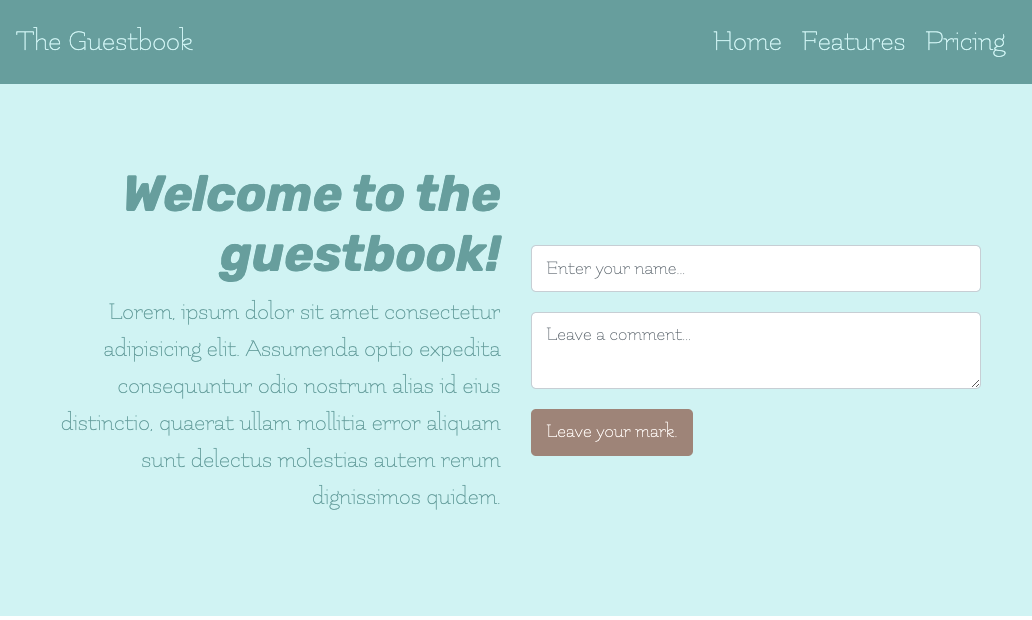 The Guestbook
Home Features Pricing
Welcome to the
guestbook!
Lorem, ipsum dolor sit amet consectetur
adipisicing elit. Assumenda optio expedita
consequuntur odio nostrum alias id eius
distinctio, quaerat ullam mollitia error aliquam
sunt delectus molestias autem rerum
dignissimos quidem.
Enter your name...
Leave a comment...
Leave your mark.